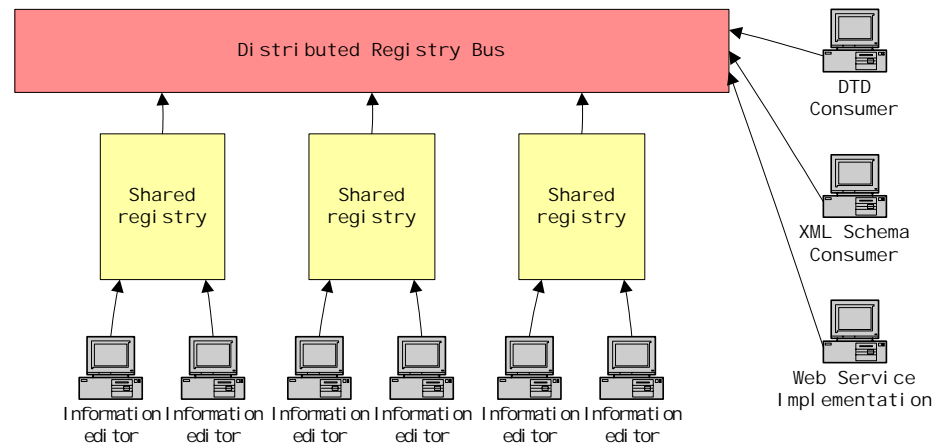 Distributed Registry Bus
DTD
Consumer
Shared
registry
Shared
registry
Shared
registry
XML Schema
Consumer
Web Service
Implementation
Information
editor
Information
editor
Information
editor
Information
editor
Information
editor
Information
editor